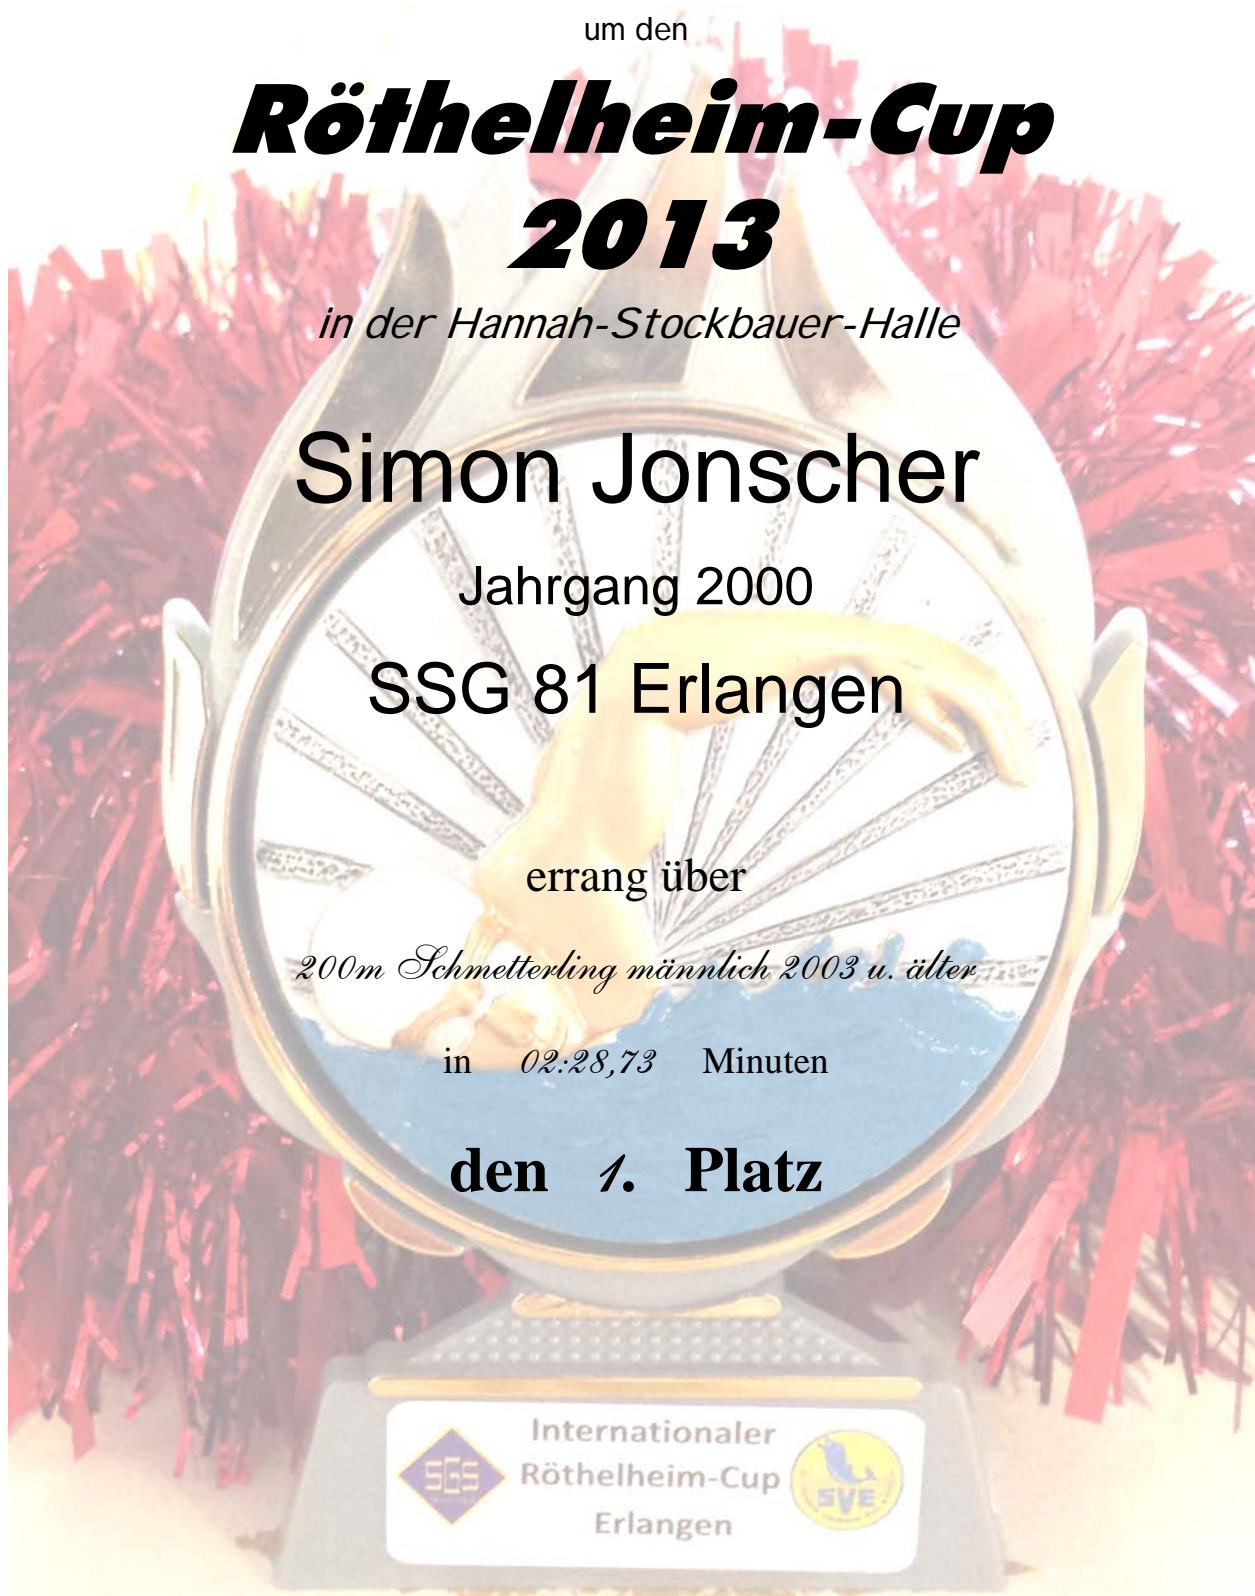 um den
Röthelheim-Cup
2013
in der Hannah-Stockbauer-Halle
Simon Jonscher
Jahrgang 2000
SSG 81 Erlangen
errang über
200m Schmetterling männlich 2003 u. älter
in 02:28,73 Minuten
den 1. Platz
Internationaler
Röthelheim-Cup
Erlangen
SGS
SVE